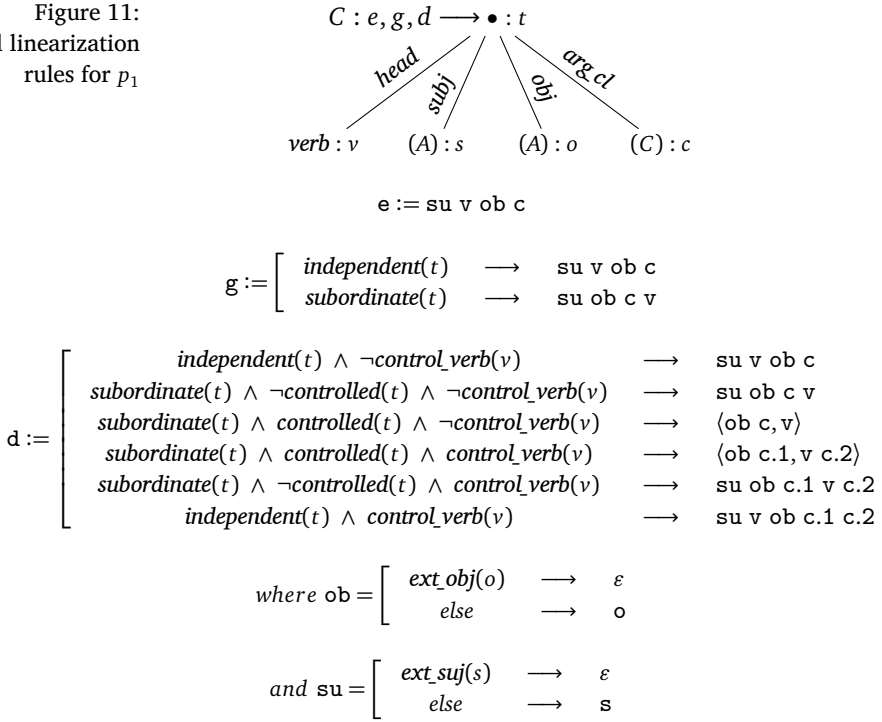 Figure 11:
l linearization
rules for p₁
C : e, g, d ⟶ • : t
head
subj
obj
arg_cl
verb : v (A) : s (A) : o (C) : c
e := su v ob c
g := [ independent(t) ⟶ su v ob c
subordinate(t) ⟶ su ob c v
d := [ independent(t) ∧ ¬control_verb(v) ⟶ su v ob c
subordinate(t) ∧ ¬controlled(t) ∧ ¬control_verb(v) ⟶ su ob c v
subordinate(t) ∧ controlled(t) ∧ ¬control_verb(v) ⟶ ⟨ob c, v⟩
subordinate(t) ∧ controlled(t) ∧ control_verb(v) ⟶ ⟨ob c.1, v c.2⟩
subordinate(t) ∧ ¬controlled(t) ∧ control_verb(v) ⟶ su ob c.1 v c.2
independent(t) ∧ control_verb(v) ⟶ su v ob c.1 c.2
where ob = [ ext_obj(o) ⟶ ε
else ⟶ o
and su = [ ext_suj(s) ⟶ ε
else ⟶ s